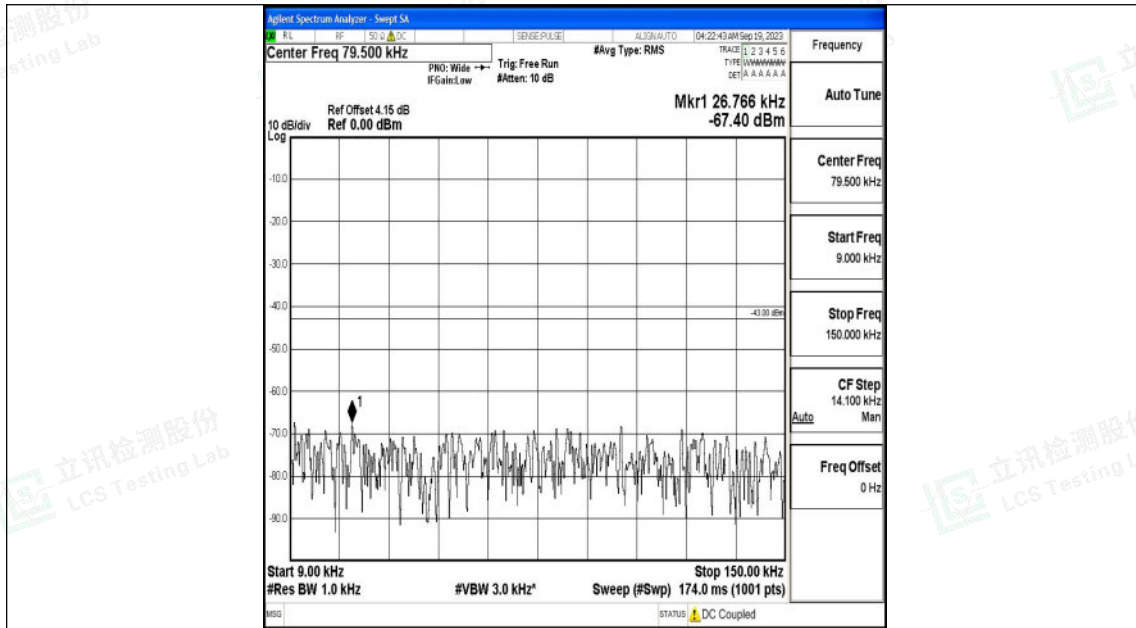 Agilent Spectrum Analyzer - Swept SA
RL RF 50 Ω DC SENSE:PULSE ALIGNAUTO 04:22:43 AM Sep 19, 2023
Center Freq 79.500 kHz
PNO: Wide
IFGain:Low
Trig: Free Run
#Atten: 10 dB
#Avg Type: RMS
TRACE 1 2 3 4 5 6
TYPE
DET A A A A A A
Ref Offset 4.15 dB
10 dB/div Ref 0.00 dBm
Log
Mkr1 26.766 kHz
-67.40 dBm
-10.0
-20.0
-30.0
-40.0
-43.00 dBm
-50.0
-60.0
1
-70.0
-80.0
-90.0
Start 9.00 kHz Stop 150.00 kHz
#Res BW 1.0 kHz #VBW 3.0 kHz* Sweep (#Swp) 174.0 ms (1001 pts)
MSG STATUS DC Coupled
Frequency
Auto Tune
Center Freq
79.500 kHz
Start Freq
9.000 kHz
Stop Freq
150.000 kHz
CF Step
14.100 kHz
Auto Man
Freq Offset
0 Hz
立讯检测股份
LCS Testing Lab
立讯检测股份
LCS Testing L